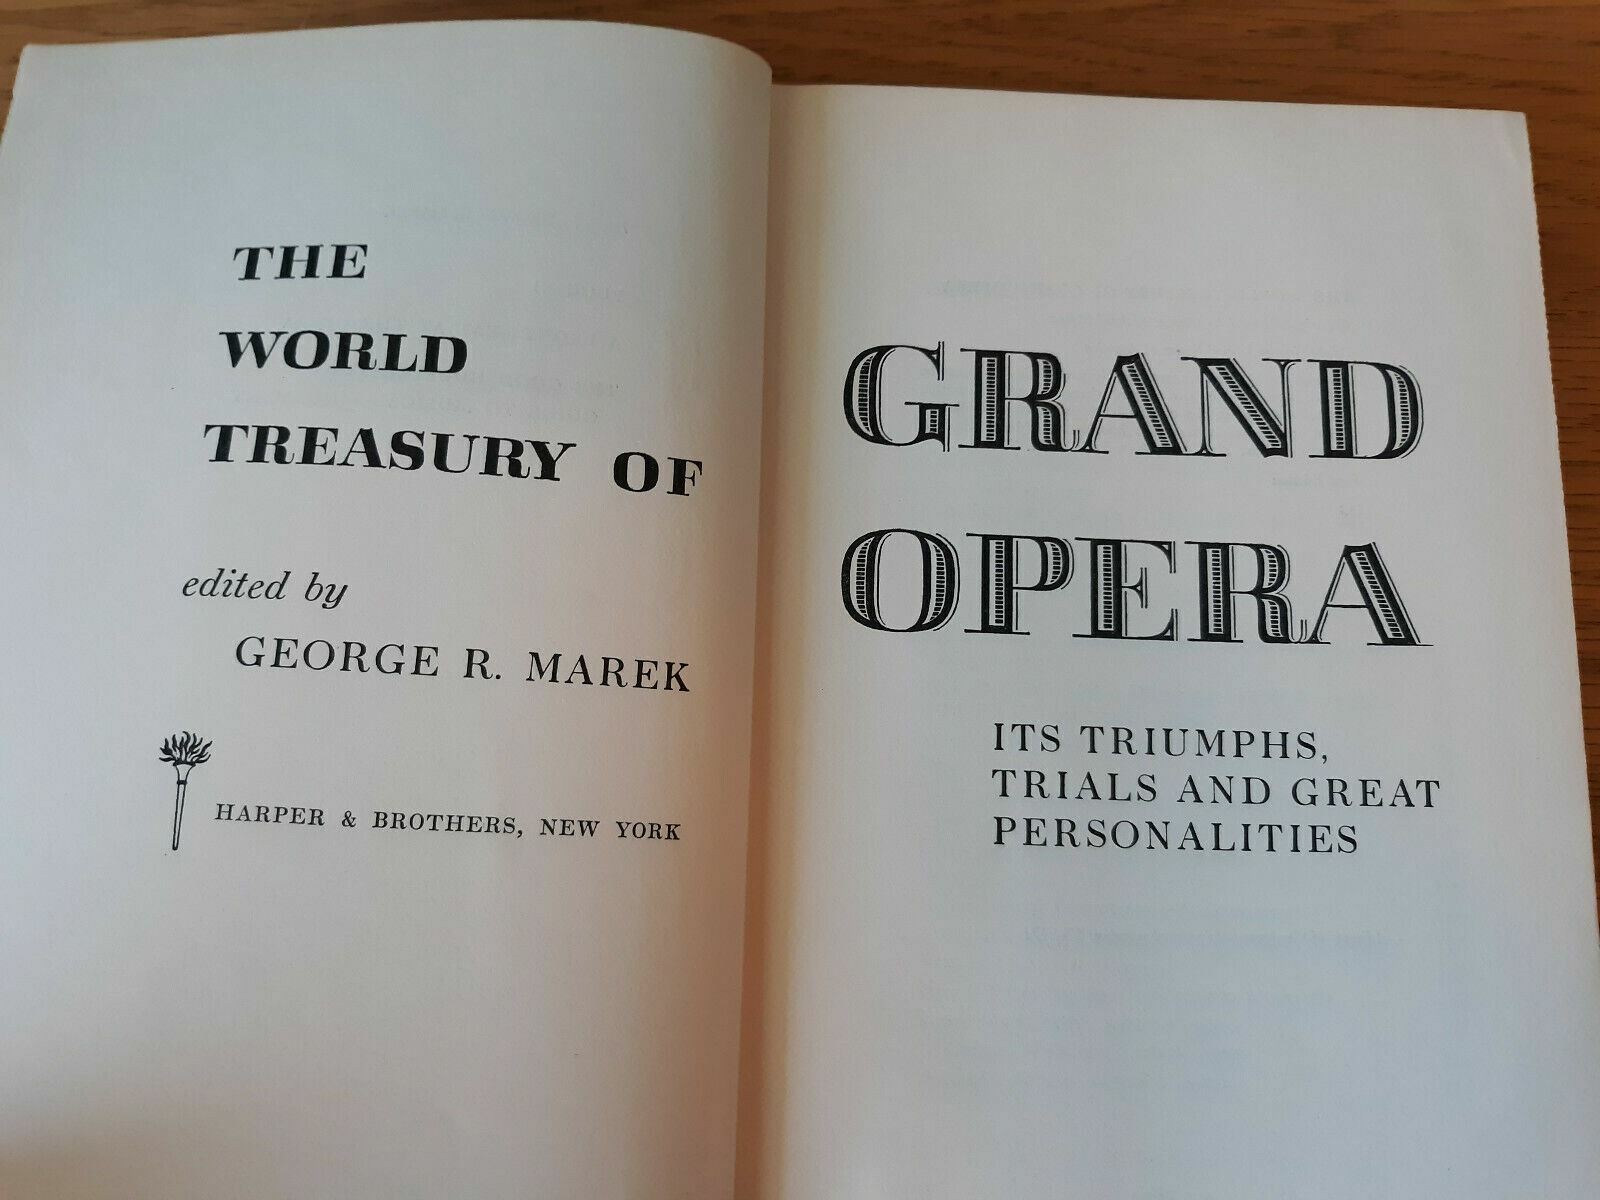 THE
WORLD
TREASURY OF
edited by
GEORGE R. MAREK
HARPER & BROTHERS, NEW YORK
GRAND
OPERA
ITS TRIUMPHS,
TRIALS AND GREAT
PERSONALITIES